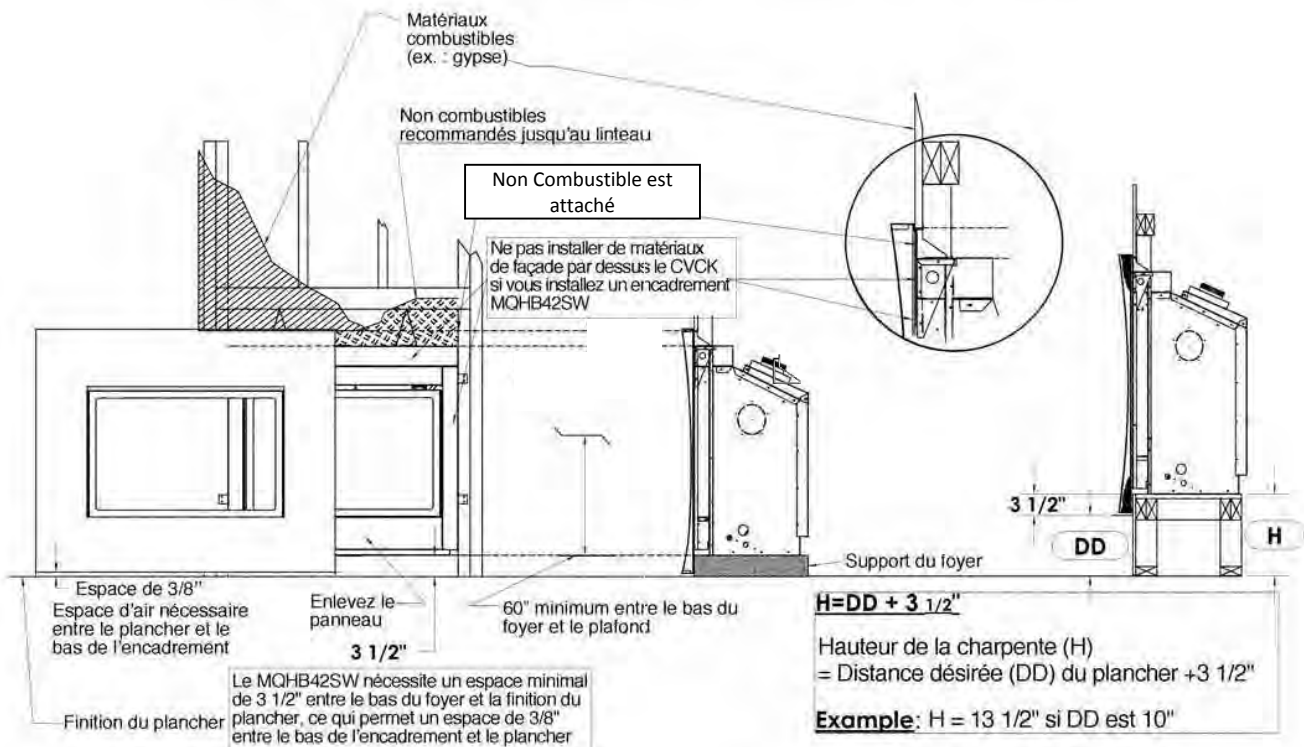 Matériaux
combustibles
(ex. : gypse)
Non combustibles
recommandés jusqu'au linteau
Non Combustible est
attaché
Ne pas installer de matériaux
de façade par dessus le CVCK
si vous installez un encadrement
MQHB42SW
3 1/2"
DD
H
Support du foyer
Espace de 3/8"
Espace d'air nécessaire
entre le plancher et le
bas de l'encadrement
Enlevez le
panneau
60" minimum entre le bas du
foyer et le plafond
3 1/2"
Le MQHB42SW nécessite un espace minimal
de 3 1/2" entre le bas du foyer et la finition du
plancher, ce qui permet un espace de 3/8"
entre le bas de l'encadrement et le plancher
Finition du plancher
H=DD + 3 1/2"
Hauteur de la charpente (H)
= Distance désirée (DD) du plancher +3 1/2"
Example: H = 13 1/2" si DD est 10"